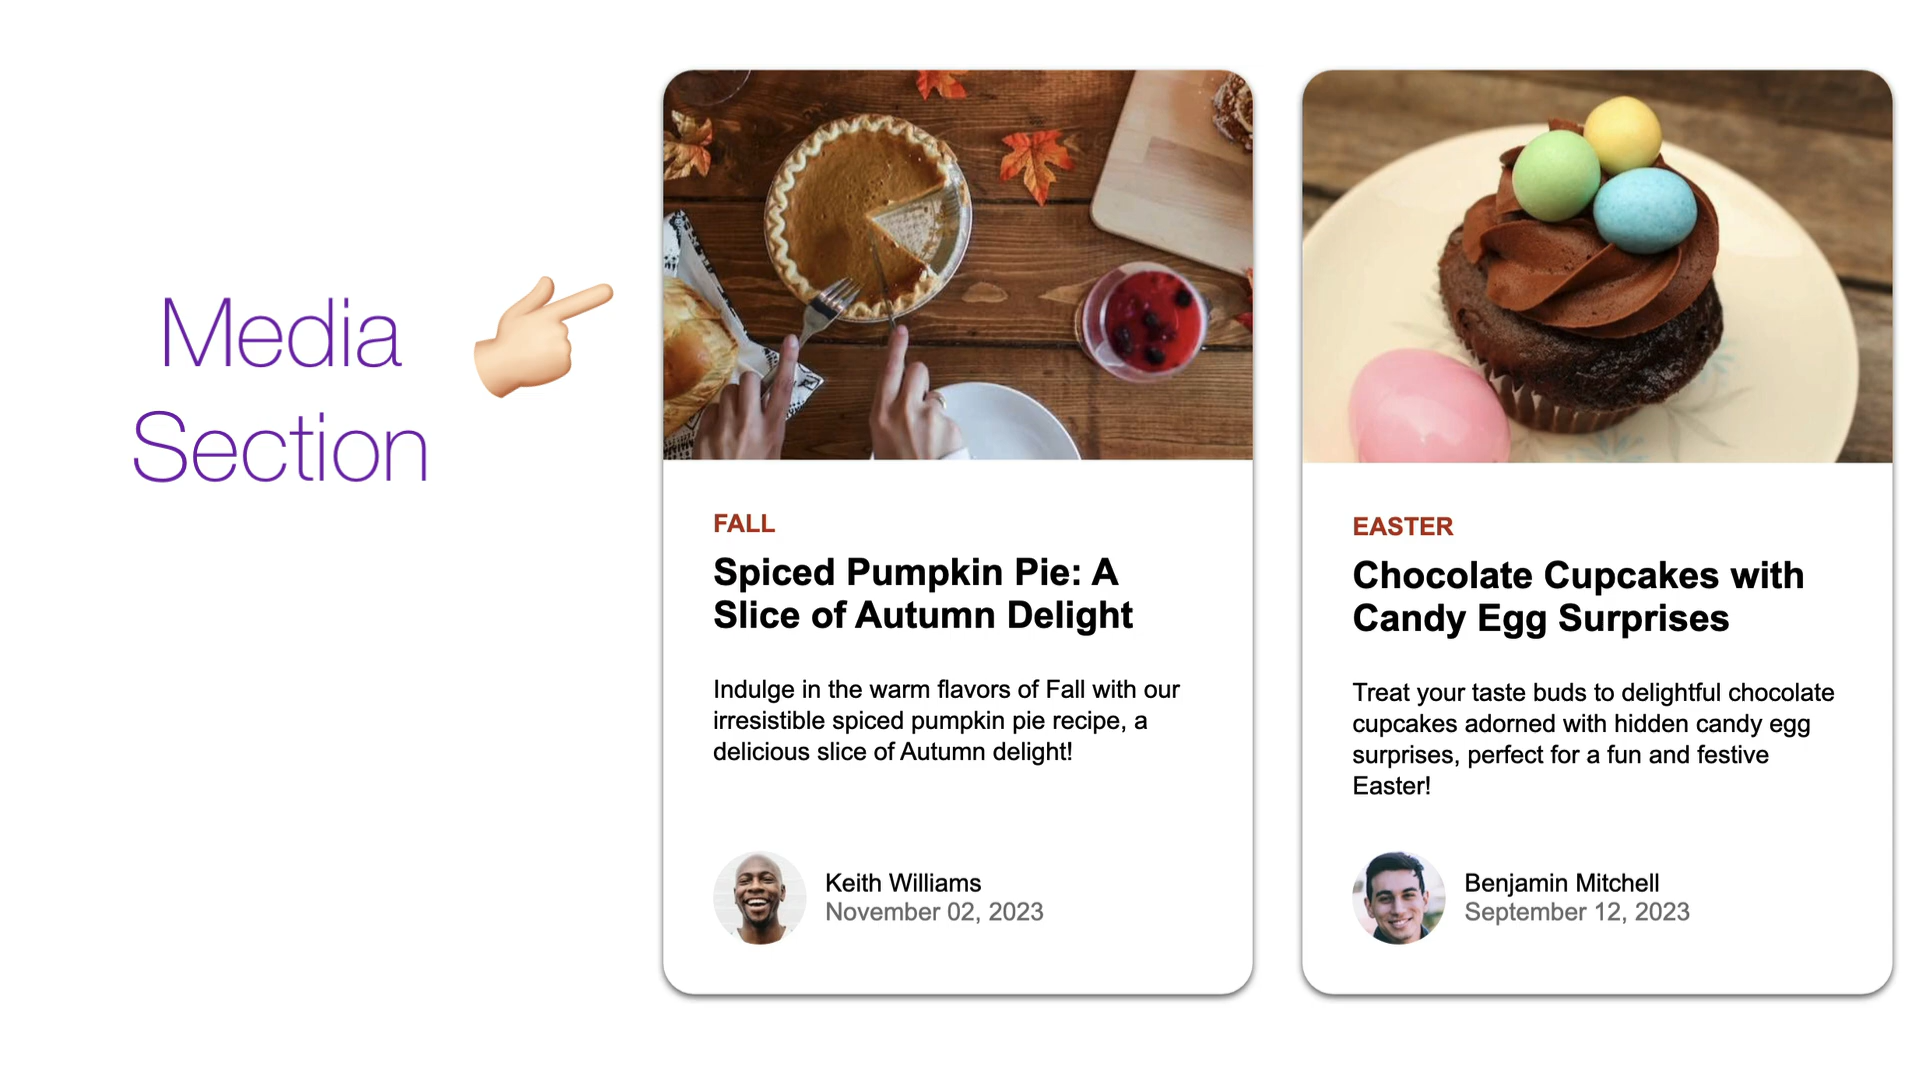 Media
Section
FALL
Spiced Pumpkin Pie: A
Slice of Autumn Delight
Indulge in the warm flavors of Fall with our
irresistible spiced pumpkin pie recipe, a
delicious slice of Autumn delight!
Keith Williams
November 02, 2023
EASTER
Chocolate Cupcakes with
Candy Egg Surprises
Treat your taste buds to delightful chocolate
cupcakes adorned with hidden candy egg
surprises, perfect for a fun and festive
Easter!
Benjamin Mitchell
September 12, 2023